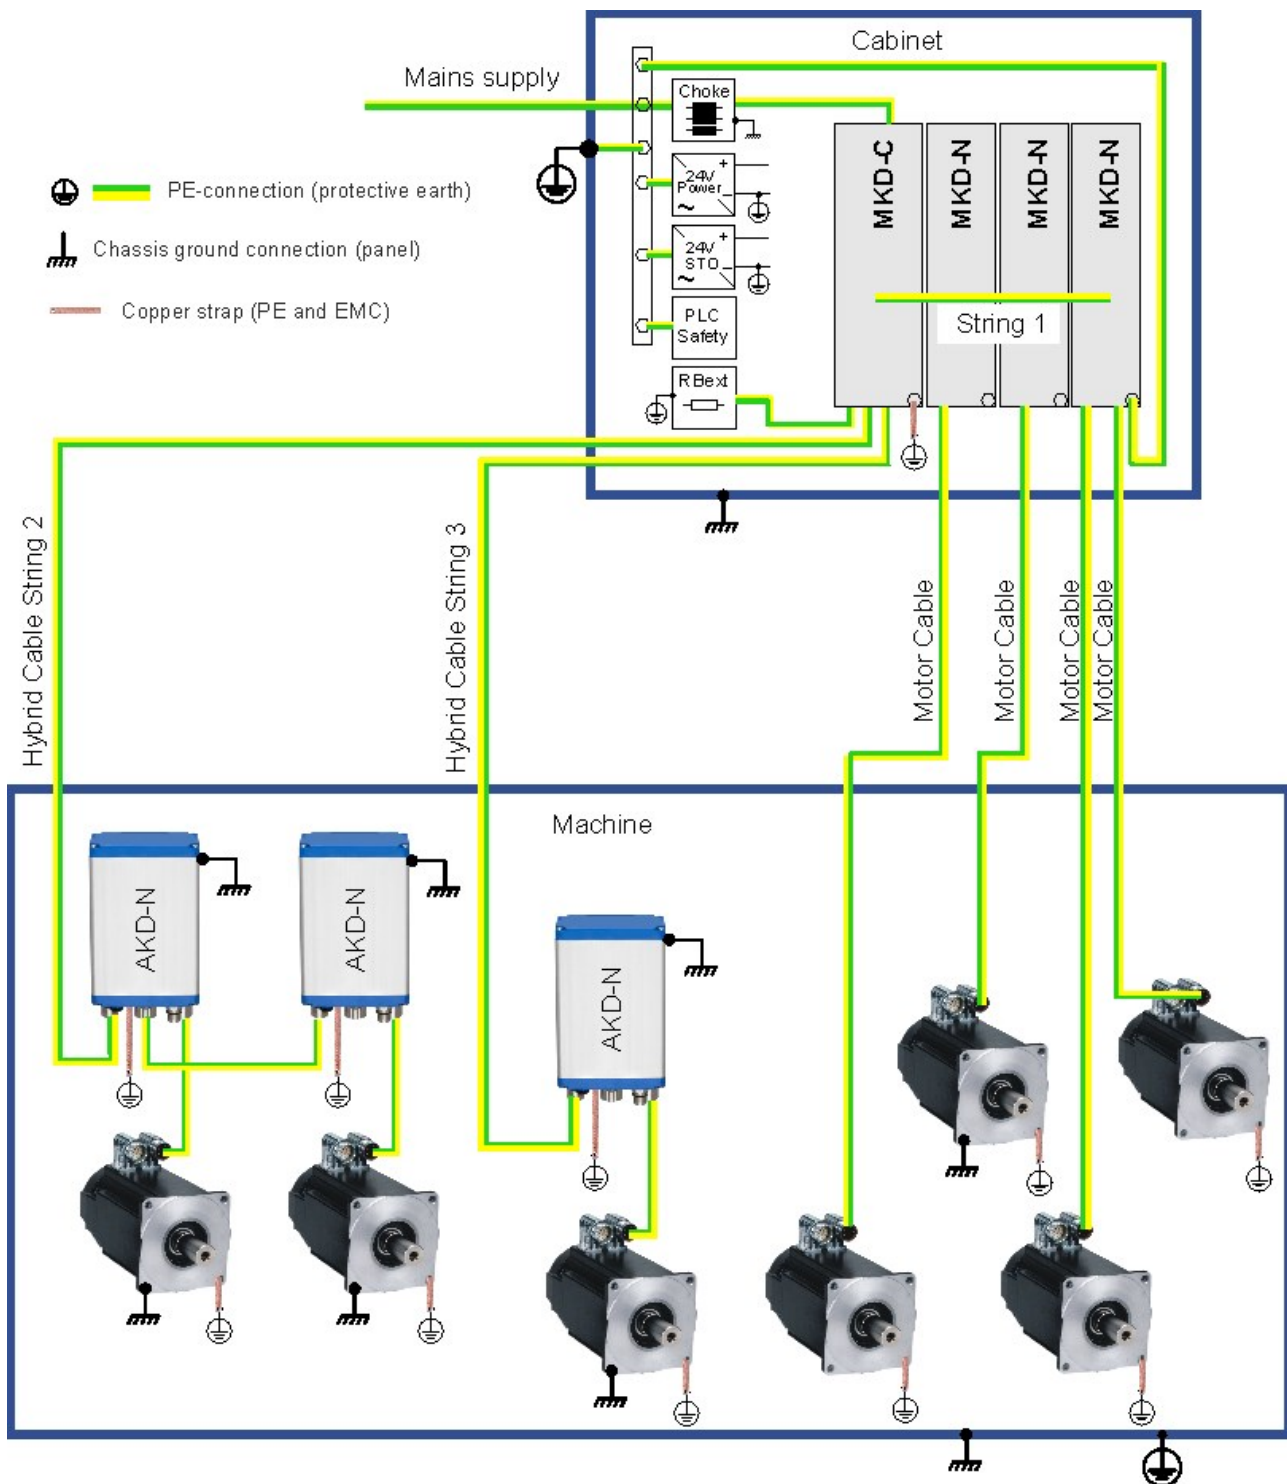 Cabinet
Mains supply
Choke
PE-connection (protective earth)
Chassis ground connection (panel)
Copper strap (PE and EMC)
24V
Power
+
−
~
24V
STO
+
−
~
PLC
Safety
RBext
MKD-C
MKD-N
MKD-N
MKD-N
String 1
Hybrid Cable String 2
Hybrid Cable String 3
Motor Cable
Motor Cable
Motor Cable
Motor Cable
Machine
AKD-N
AKD-N
AKD-N